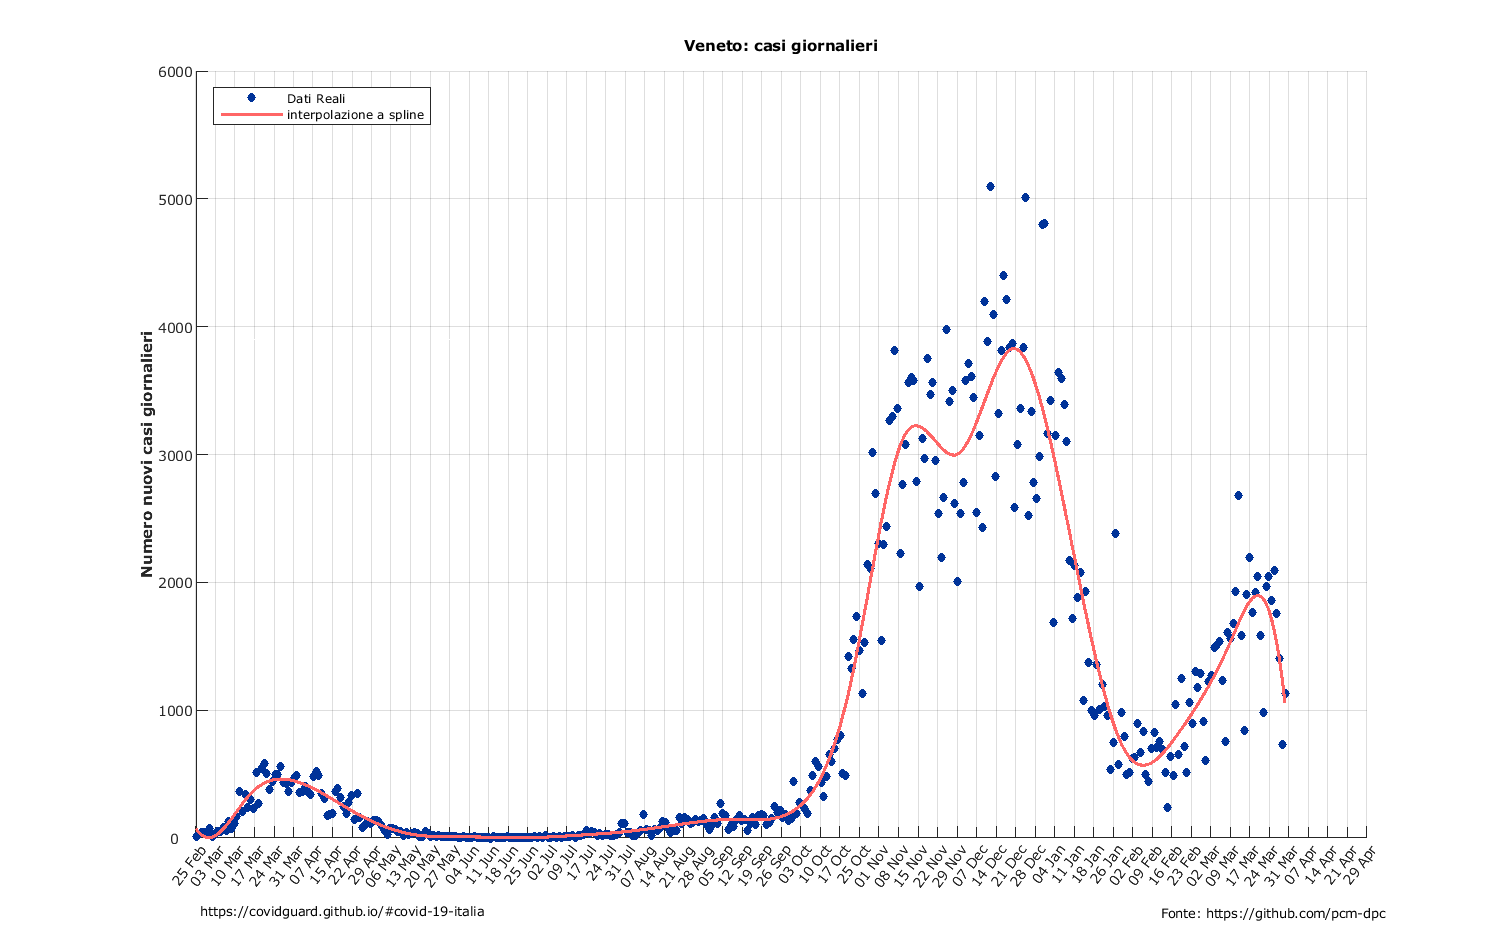 Veneto: casi giornalieri
Dati Reali
interpolazione a spline
Numero nuovi casi giornalieri
6000
5000
4000
3000
2000
1000
0
25 Feb
03 Mar
10 Mar
17 Mar
24 Mar
31 Mar
07 Apr
15 Apr
22 Apr
29 Apr
06 May
13 May
20 May
27 May
04 Jun
11 Jun
18 Jun
25 Jun
02 Jul
09 Jul
17 Jul
24 Jul
31 Jul
07 Aug
14 Aug
21 Aug
28 Aug
05 Sep
12 Sep
19 Sep
26 Sep
03 Oct
10 Oct
17 Oct
25 Oct
01 Nov
08 Nov
15 Nov
22 Nov
29 Nov
07 Dec
14 Dec
21 Dec
28 Dec
04 Jan
11 Jan
18 Jan
26 Jan
02 Feb
09 Feb
16 Feb
23 Feb
02 Mar
09 Mar
17 Mar
24 Mar
31 Mar
07 Apr
14 Apr
21 Apr
29 Apr
https://covidguard.github.io/#covid-19-italia
Fonte: https://github.com/pcm-dpc